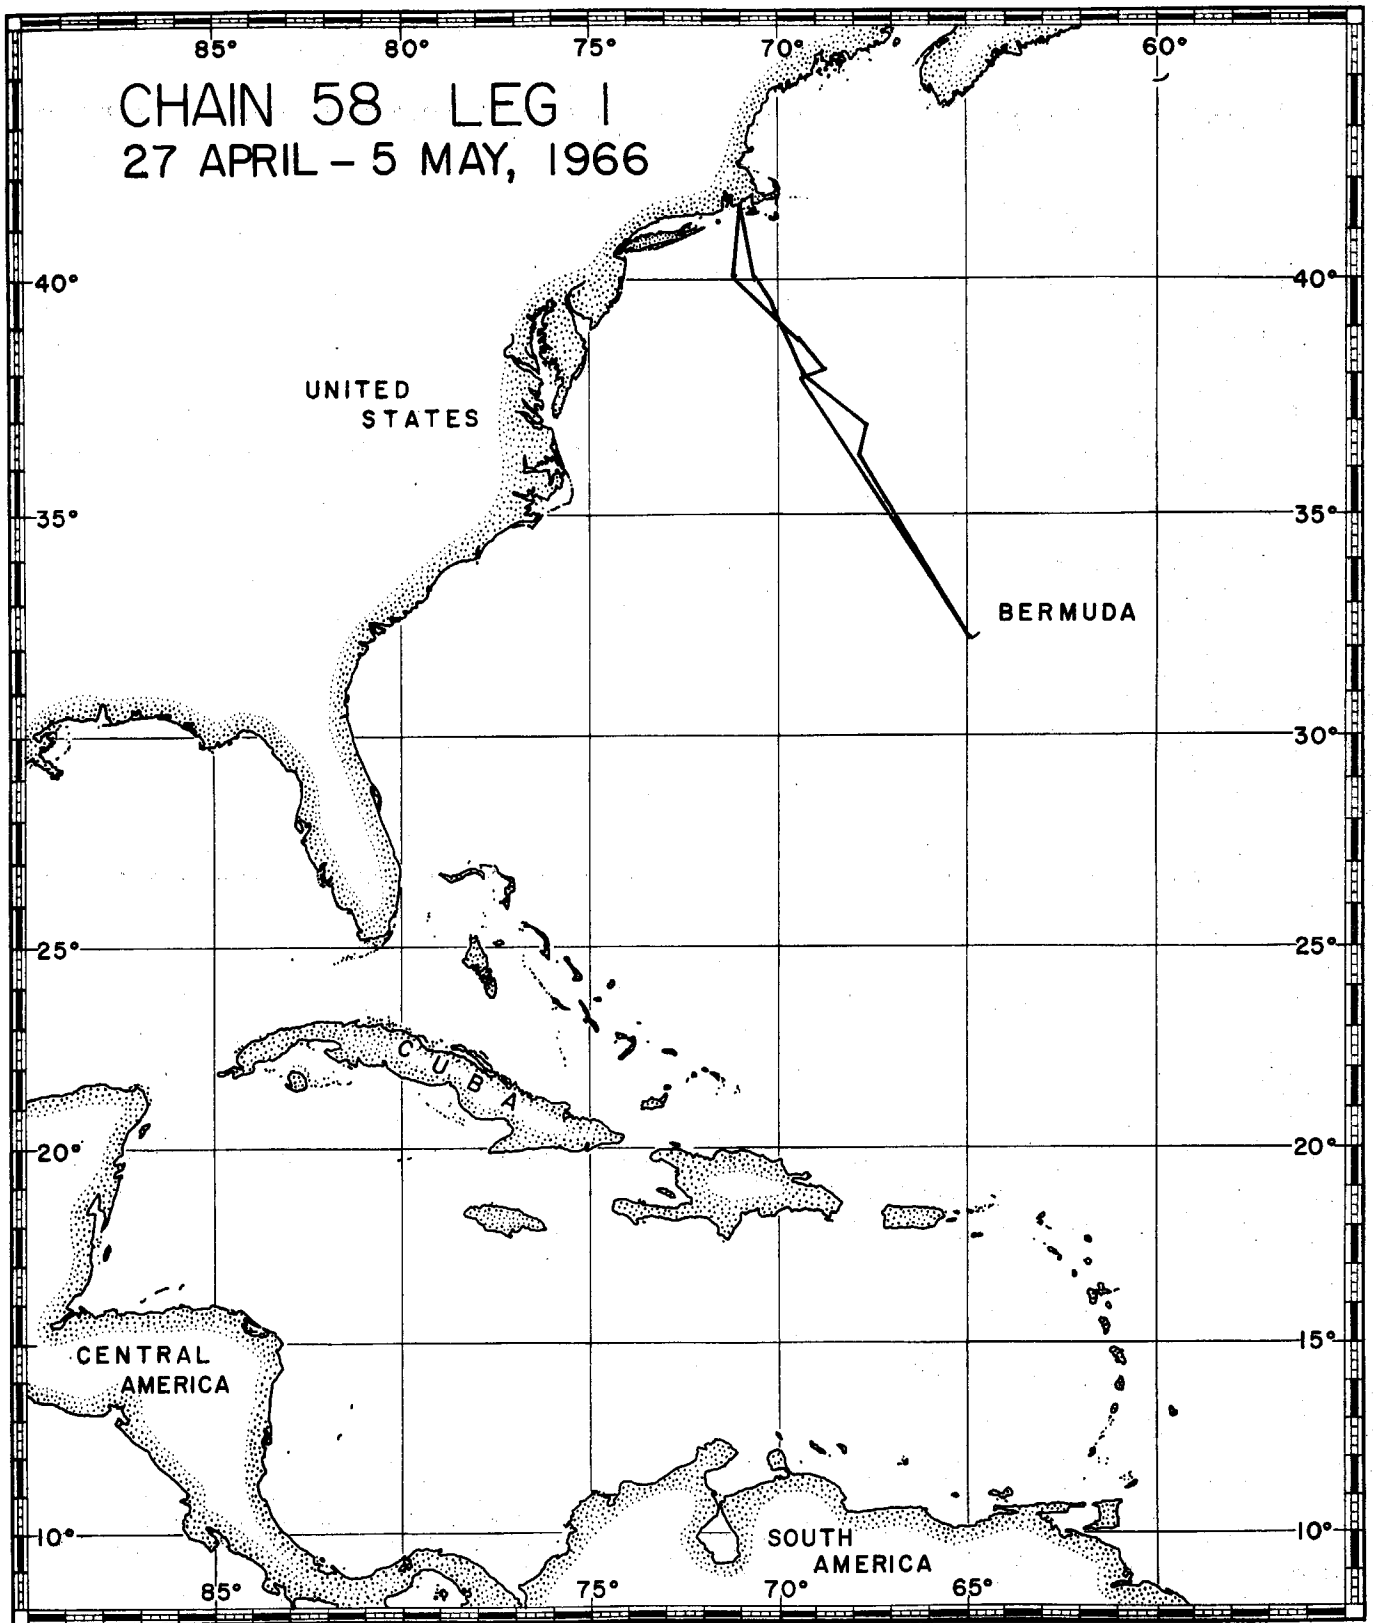 85° 80° 75° 70° 60°
CHAIN 58 LEG I
27 APRIL – 5 MAY, 1966
40° 40°
UNITED
STATES
35° 35°
BERMUDA
30° 30°
25° 25°
CUBA
20° 20°
15°
CENTRAL
AMERICA
10° 10°
SOUTH
AMERICA
85° 75° 70° 65°